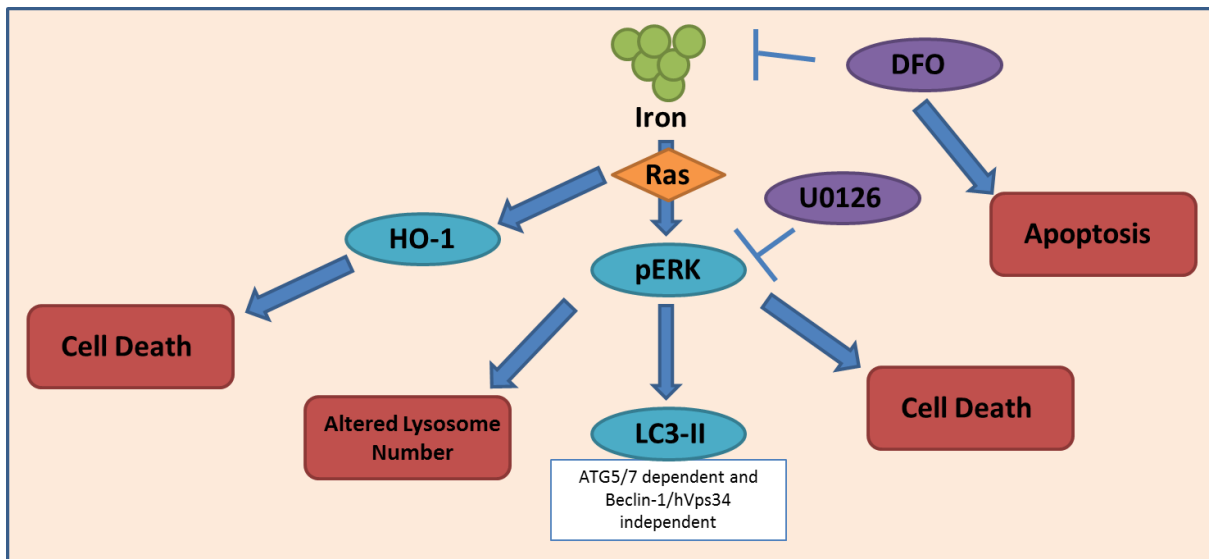 DFO
Iron
Ras
U0126
HO-1
pERK
Apoptosis
Cell Death
Altered Lysosome
Number
LC3-II
Cell Death
ATG5/7 dependent and
Beclin-1/hVps34
independent